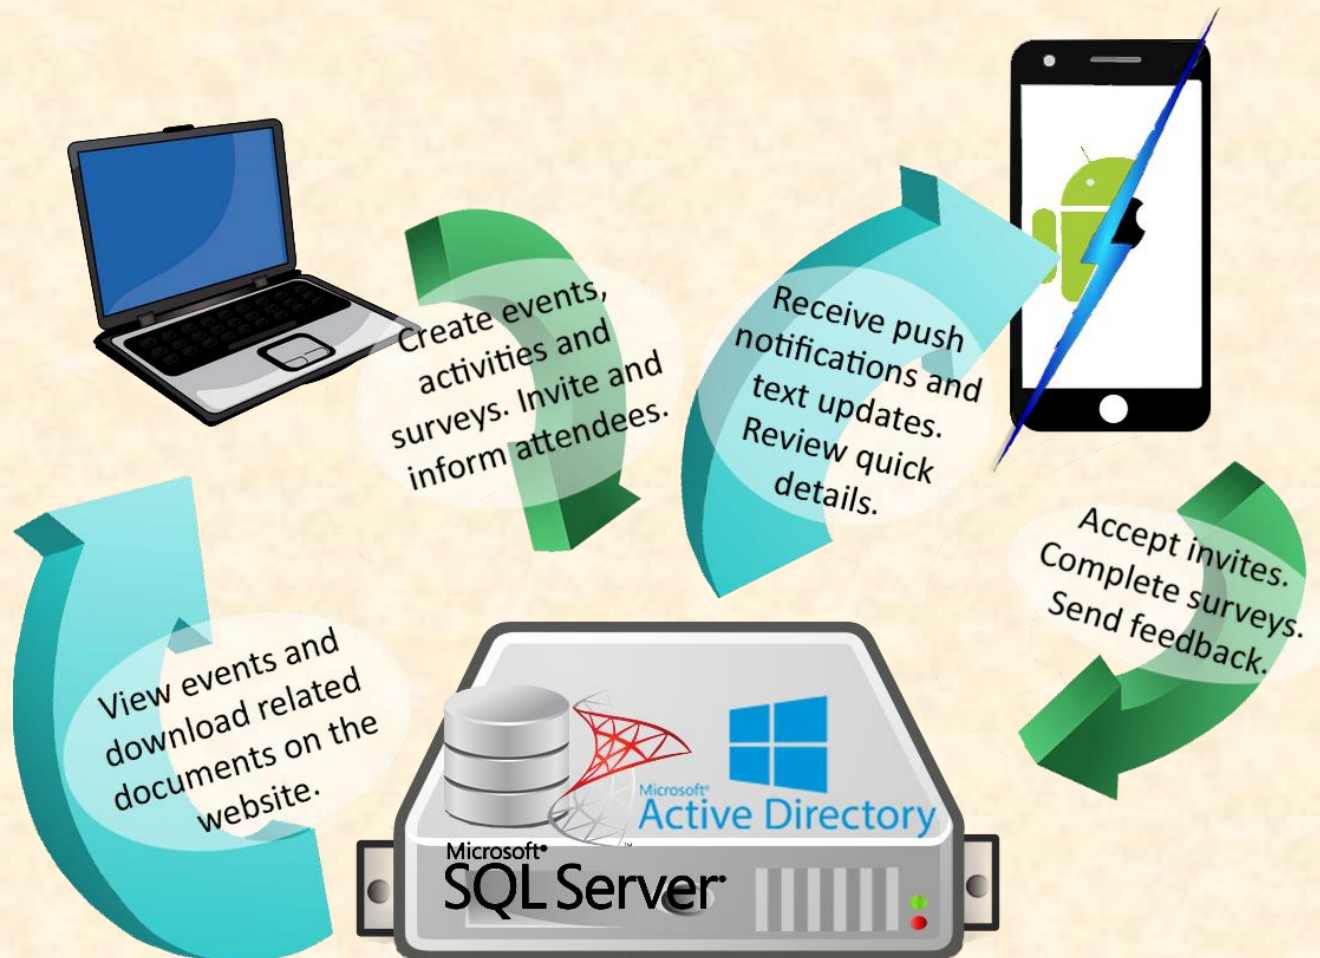 Create events,
activities and
surveys. Invite and
inform attendees.
Receive push
notifications and
text updates.
Review quick
details.
Accept invites.
Complete surveys.
Send feedback.
View events and
download related
documents on the
website.
Microsoft®
Active Directory
Microsoft®
SQL Server